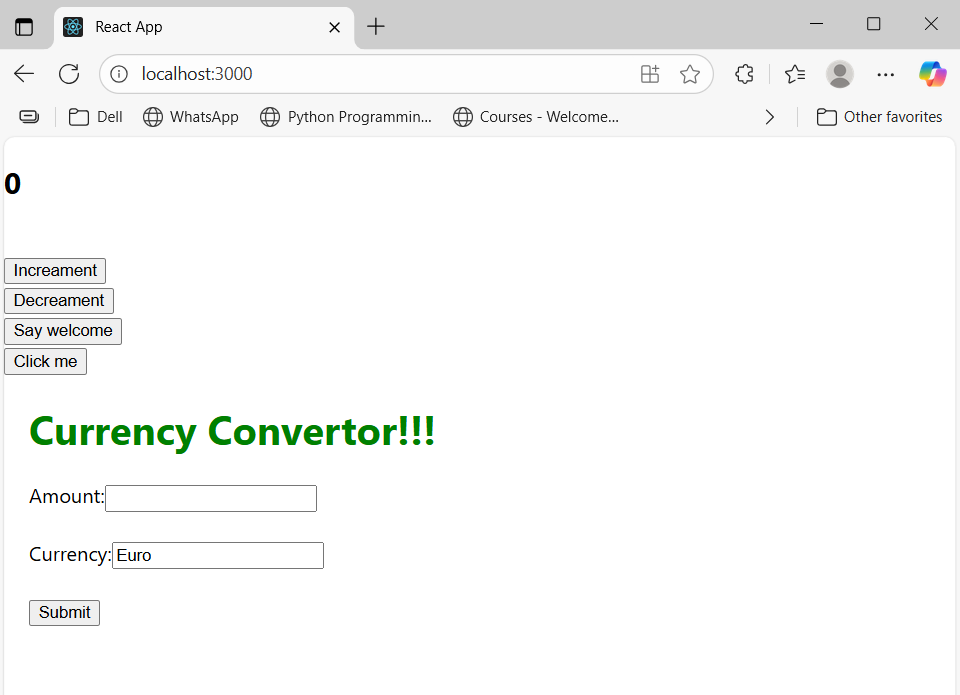 React App
localhost:3000
Dell WhatsApp Python Programmin... Courses - Welcome... Other favorites
0
Increament
Decreament
Say welcome
Click me
Currency Convertor!!!
Amount:
Currency: Euro
Submit